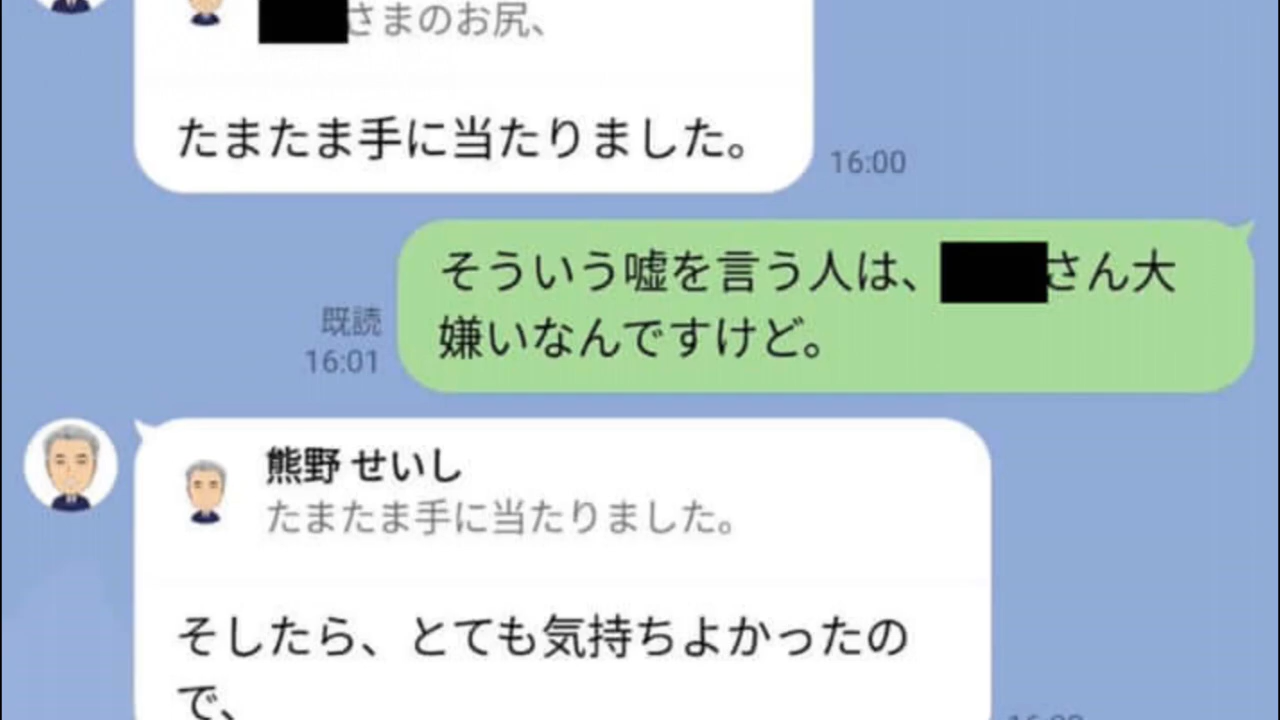 さまのお尻、
たまたま手に当たりました。
16:00
そういう嘘を言う人は、さん大
嫌いなんですけど。
既読
16:01
熊野 せいし
たまたま手に当たりました。
そしたら、とても気持ちよかったの
で、